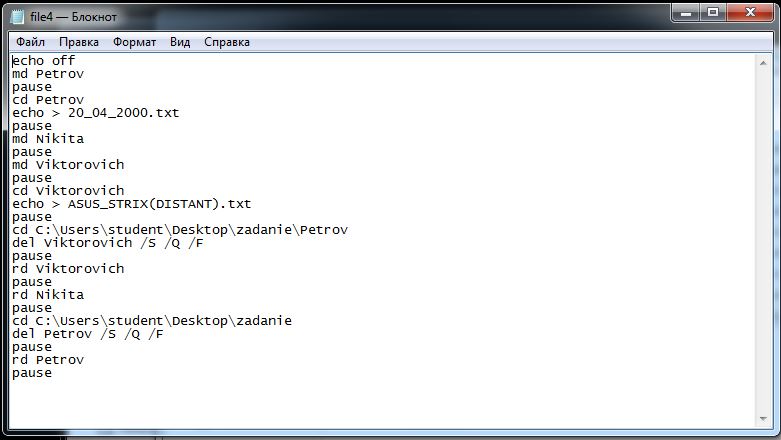 file4 — Блокнот
Файл Правка Формат Вид Справка
echo off
md Petrov
pause
cd Petrov
echo > 20_04_2000.txt
pause
md Nikita
pause
md Viktorovich
pause
cd Viktorovich
echo > ASUS_STRIX(DISTANT).txt
pause
cd C:\Users\student\Desktop\zadanie\Petrov
del Viktorovich /S /Q /F
pause
rd Viktorovich
pause
rd Nikita
pause
cd C:\Users\student\Desktop\zadanie
del Petrov /S /Q /F
pause
rd Petrov
pause